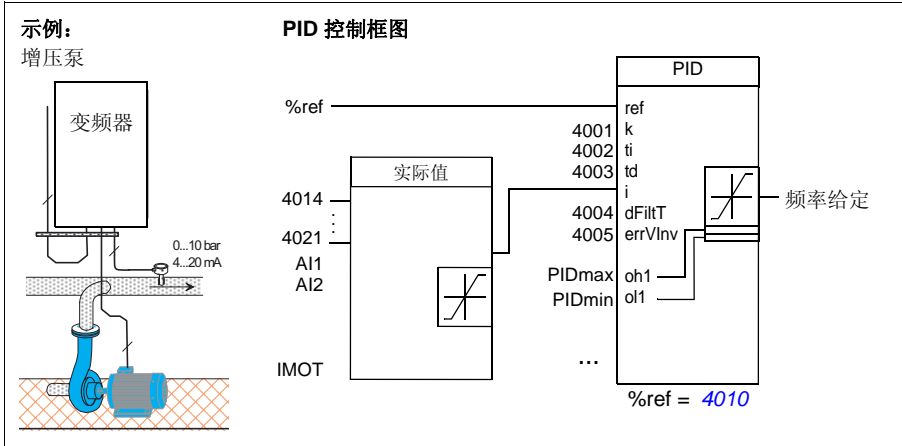 示例：
增压泵
变频器
0...10 bar
4...20 mA
PID 控制框图
%ref
实际值
4014
⋮
4021
AI1
AI2
IMOT
PID
ref
4001 k
4002 ti
4003 td
i
4004 dFiltT
4005 errVInv
PIDmax oh1
PIDmin ol1
...
频率给定
%ref = 4010